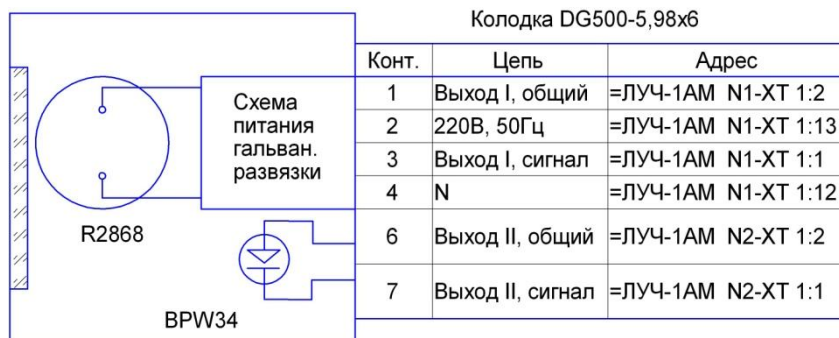 Колодка DG500-5,98x6
Конт. Цепь Адрес
1 Выход I, общий =ЛУЧ-1АМ N1-XT 1:2
2 220В, 50Гц =ЛУЧ-1АМ N1-XT 1:13
3 Выход I, сигнал =ЛУЧ-1АМ N1-XT 1:1
4 N =ЛУЧ-1АМ N1-XT 1:12
6 Выход II, общий =ЛУЧ-1АМ N2-XT 1:2
7 Выход II, сигнал =ЛУЧ-1АМ N2-XT 1:1
Схема
питания
гальван.
развязки
R2868
BPW34